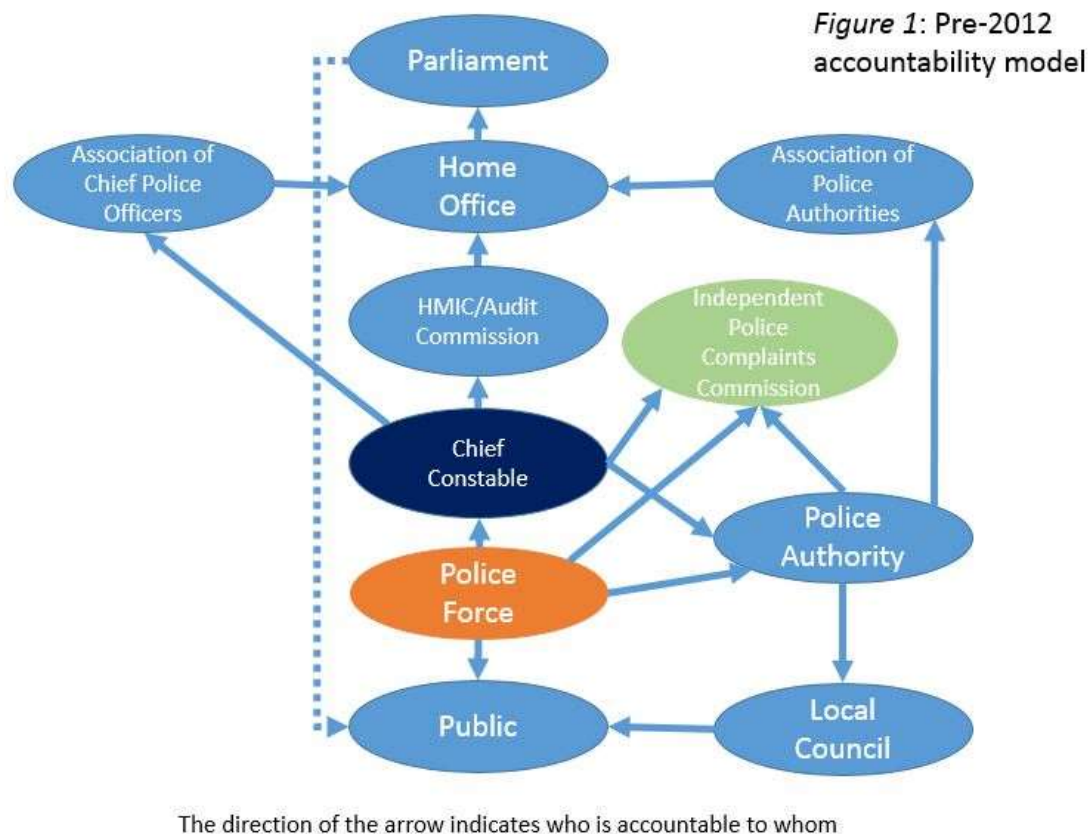 Figure 1: Pre-2012
accountability model
Parliament
Association of
Chief Police
Officers
Home
Office
Association of
Police
Authorities
HMIC/Audit
Commission
Independent
Police
Complaints
Commission
Chief
Constable
Police
Authority
Police
Force
Public
Local
Council
The direction of the arrow indicates who is accountable to whom